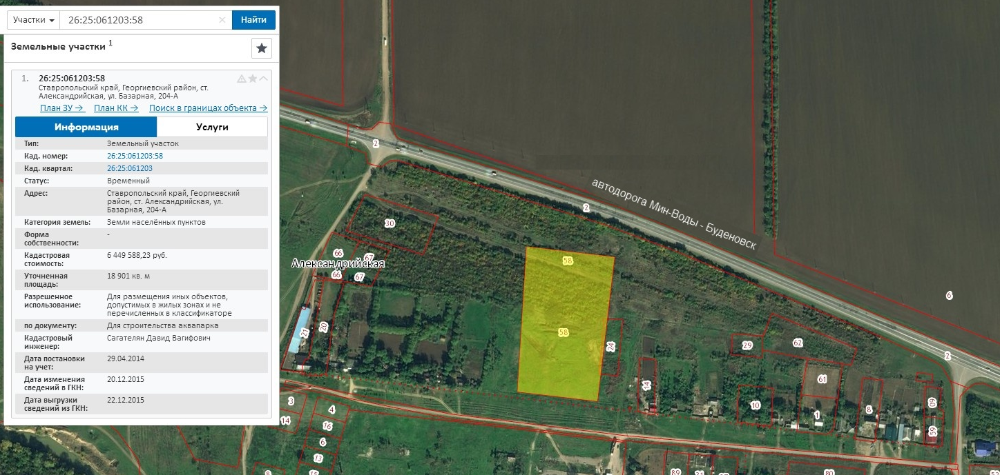 Участки
26:25:061203:58
Найти
Земельные участки 1
1. 26:25:061203:58
Ставропольский край, Георгиевский район, ст.
Александрийская, ул. Базарная, 204-А
План ЗУ → План КК → Поиск в границах объекта →
Информация Услуги
Тип: Земельный участок
Кад. номер: 26:25:061203:58
Кад. квартал: 26:25:061203
Статус: Временный
Адрес: Ставропольский край, Георгиевский
район, ст. Александрийская, ул.
Базарная, 204-А
Категория земель: Земли населённых пунктов
Форма
собственности: -
Кадастровая
стоимость: 6 449 588,23 руб.
Уточненная
площадь: 18 901 кв. м
Разрешенное
использование: Для размещения иных объектов,
допустимых в жилых зонах и не
перечисленных в классификаторе
по документу: Для строительства аквапарка
Кадастровый
инженер: Сагателян Давид Вагифович
Дата постановки
на учет: 29.04.2014
Дата изменения
сведений в ГКН: 20.12.2015
Дата выгрузки
сведений из ГКН: 22.12.2015
2
автодорога Мин-Воды - Буденовск
2
30
66
67
Александрийская
66
67
58
6
58
21
20
24
29
62
2
14
61
10
1
8
60
59
3
4
14
16
6
13
15
8
89
21
80